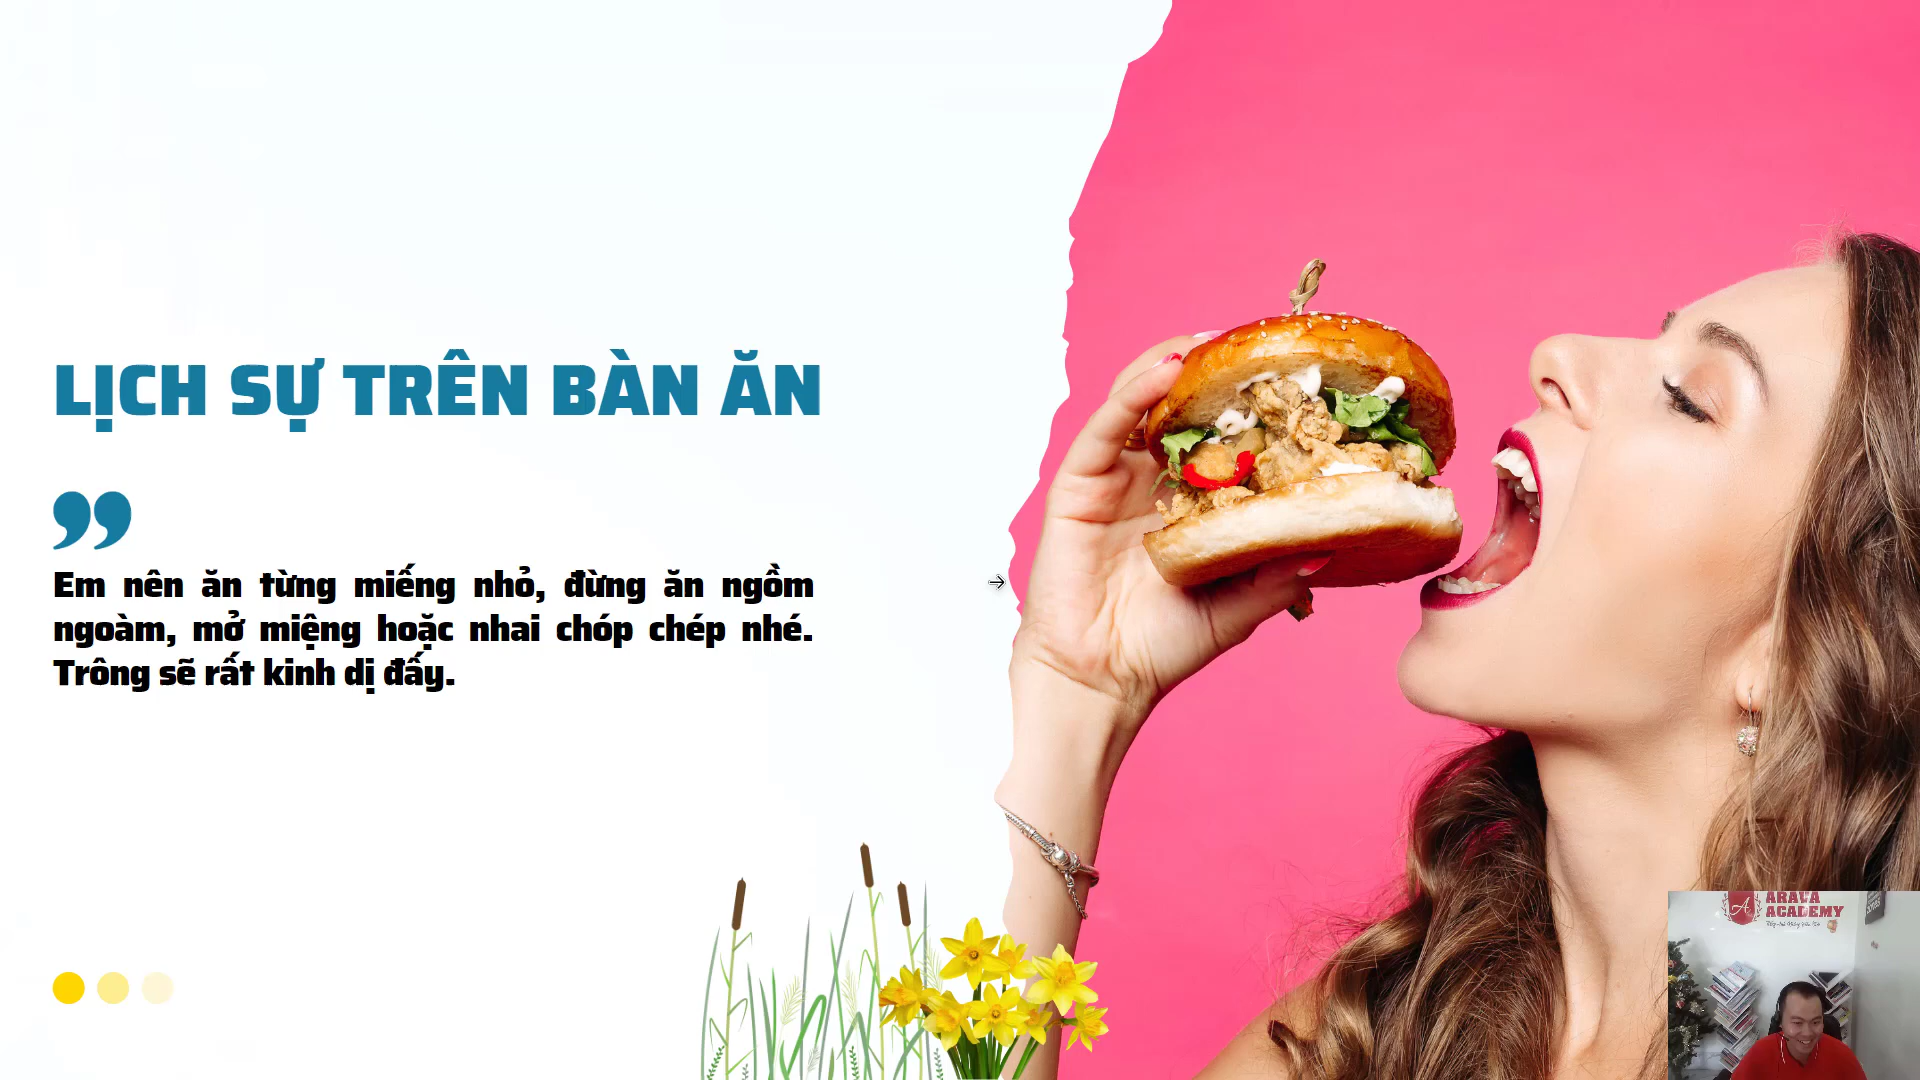 LỊCH SỰ TRÊN BÀN ĂN
Em nên ăn từng miếng nhỏ, đừng ăn ngồm
ngoàm, mở miệng hoặc nhai chóp chép nhé.
Trông sẽ rất kinh dị đấy.
ARAVA
ACADEMY